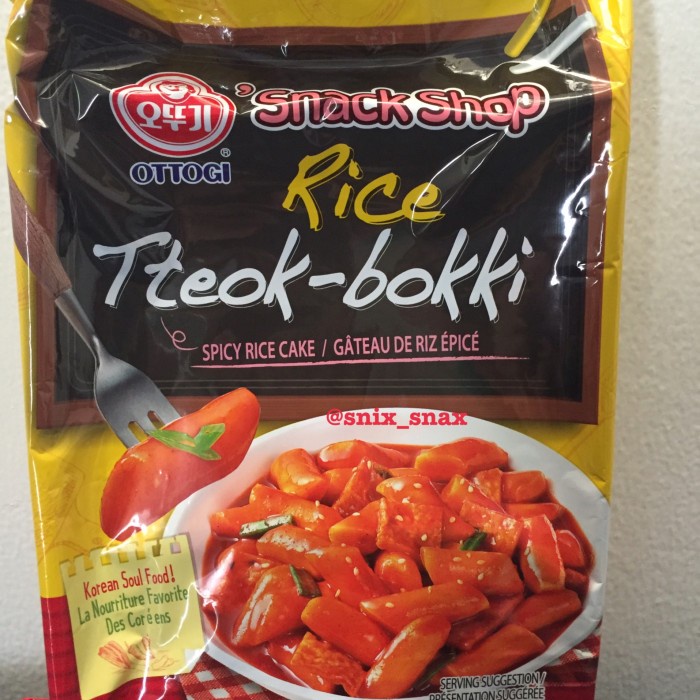 오뚜기
OTTOGI®
'Snack Shop
Rice
Tteok-bokki
SPICY RICE CAKE / GÂTEAU DE RIZ ÉPICÉ
@snix_snax
Korean Soul Food!
La Nourriture Favorite
Des Coréens
SERVING SUGGESTION /
PRÉSENTATION SUGGÉRÉE